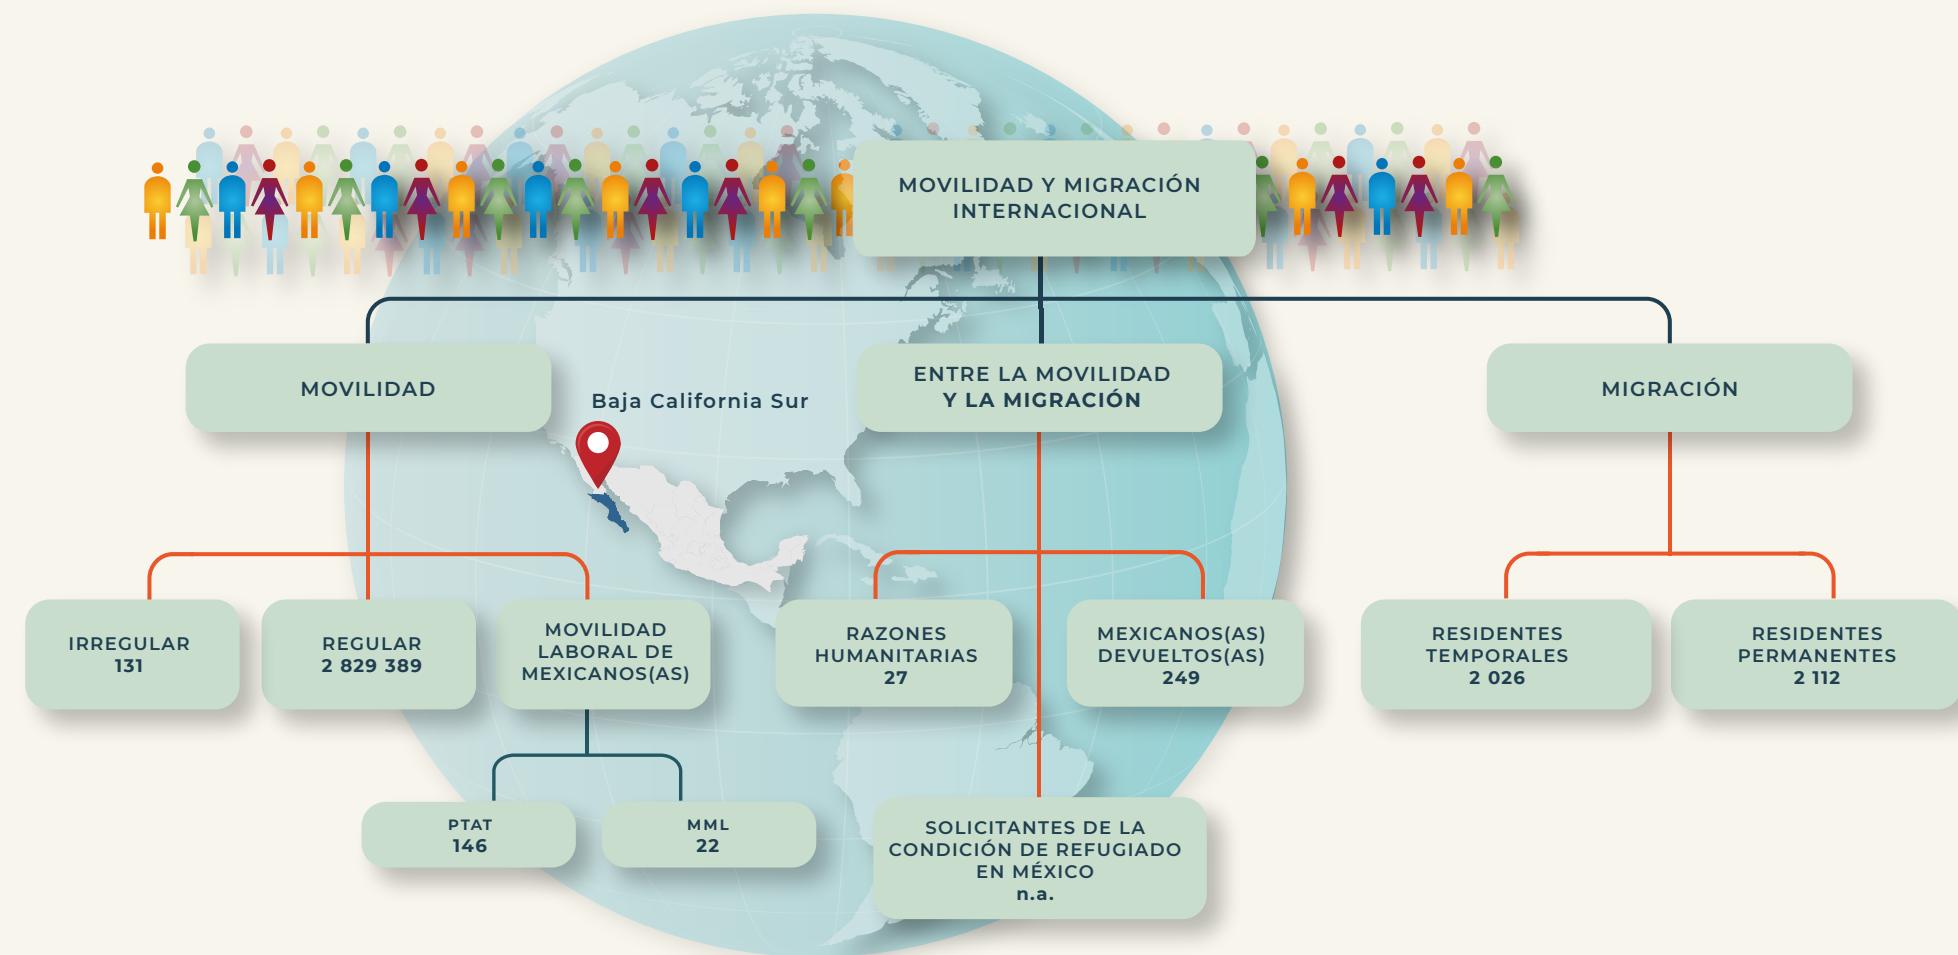 MOVILIDAD Y MIGRACIÓN
INTERNACIONAL
MOVILIDAD
Baja California Sur
ENTRE LA MOVILIDAD
Y LA MIGRACIÓN
MIGRACIÓN
IRREGULAR
131
REGULAR
2 829 389
MOVILIDAD
LABORAL DE
MEXICANOS(AS)
RAZONES
HUMANITARIAS
27
MEXICANOS(AS)
DEVUELTOS(AS)
249
RESIDENTES
TEMPORALES
2 026
RESIDENTES
PERMANENTES
2 112
PTAT
146
MML
22
SOLICITANTES DE LA
CONDICIÓN DE REFUGIADO
EN MÉXICO
n.a.